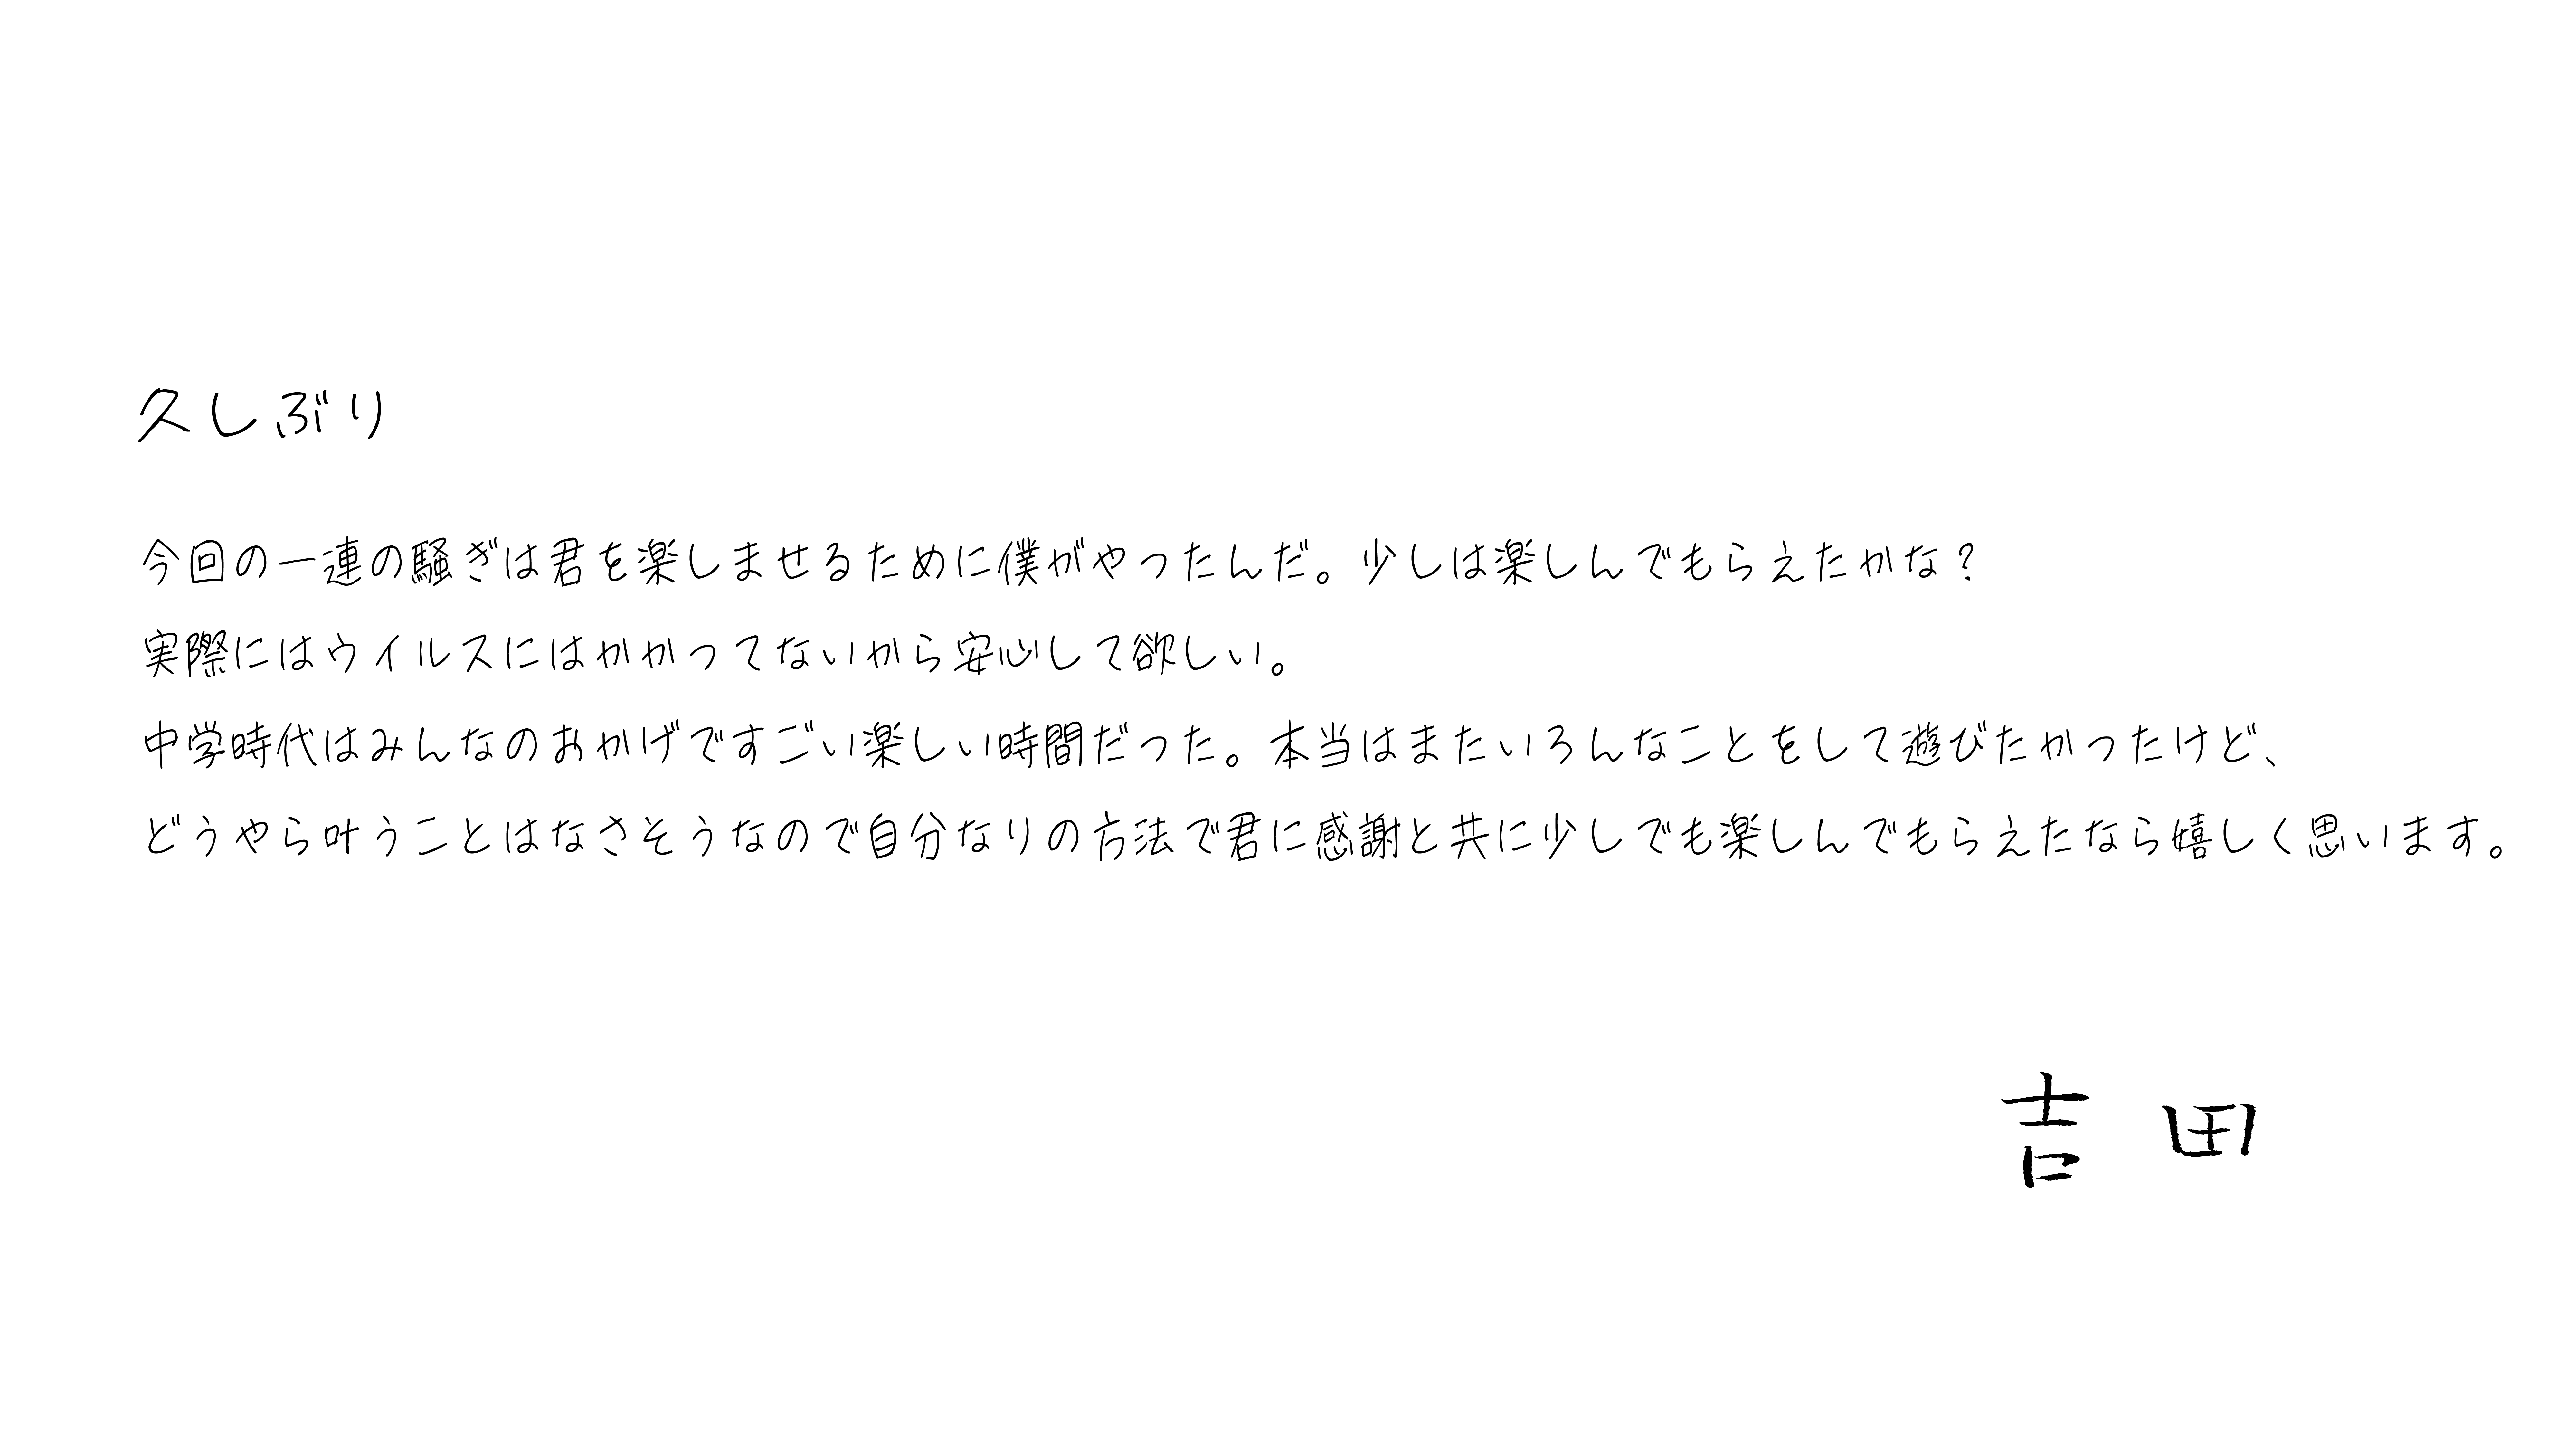 久しぶり
今回の一連の騒ぎは君を楽しませるために僕がやったんだ。少しは楽しんでもらえたかな?
実際にはウイルスにはかかってないから安心して欲しい。
中学時代はみんなのおかげですごい楽しい時間だった。本当はまたいろんなことをして遊びたかったけど、
どうやら叶うことはなさそうなので自分なりの方法で君に感謝と共に少しでも楽しんでもらえたなら嬉しく思います。
吉田